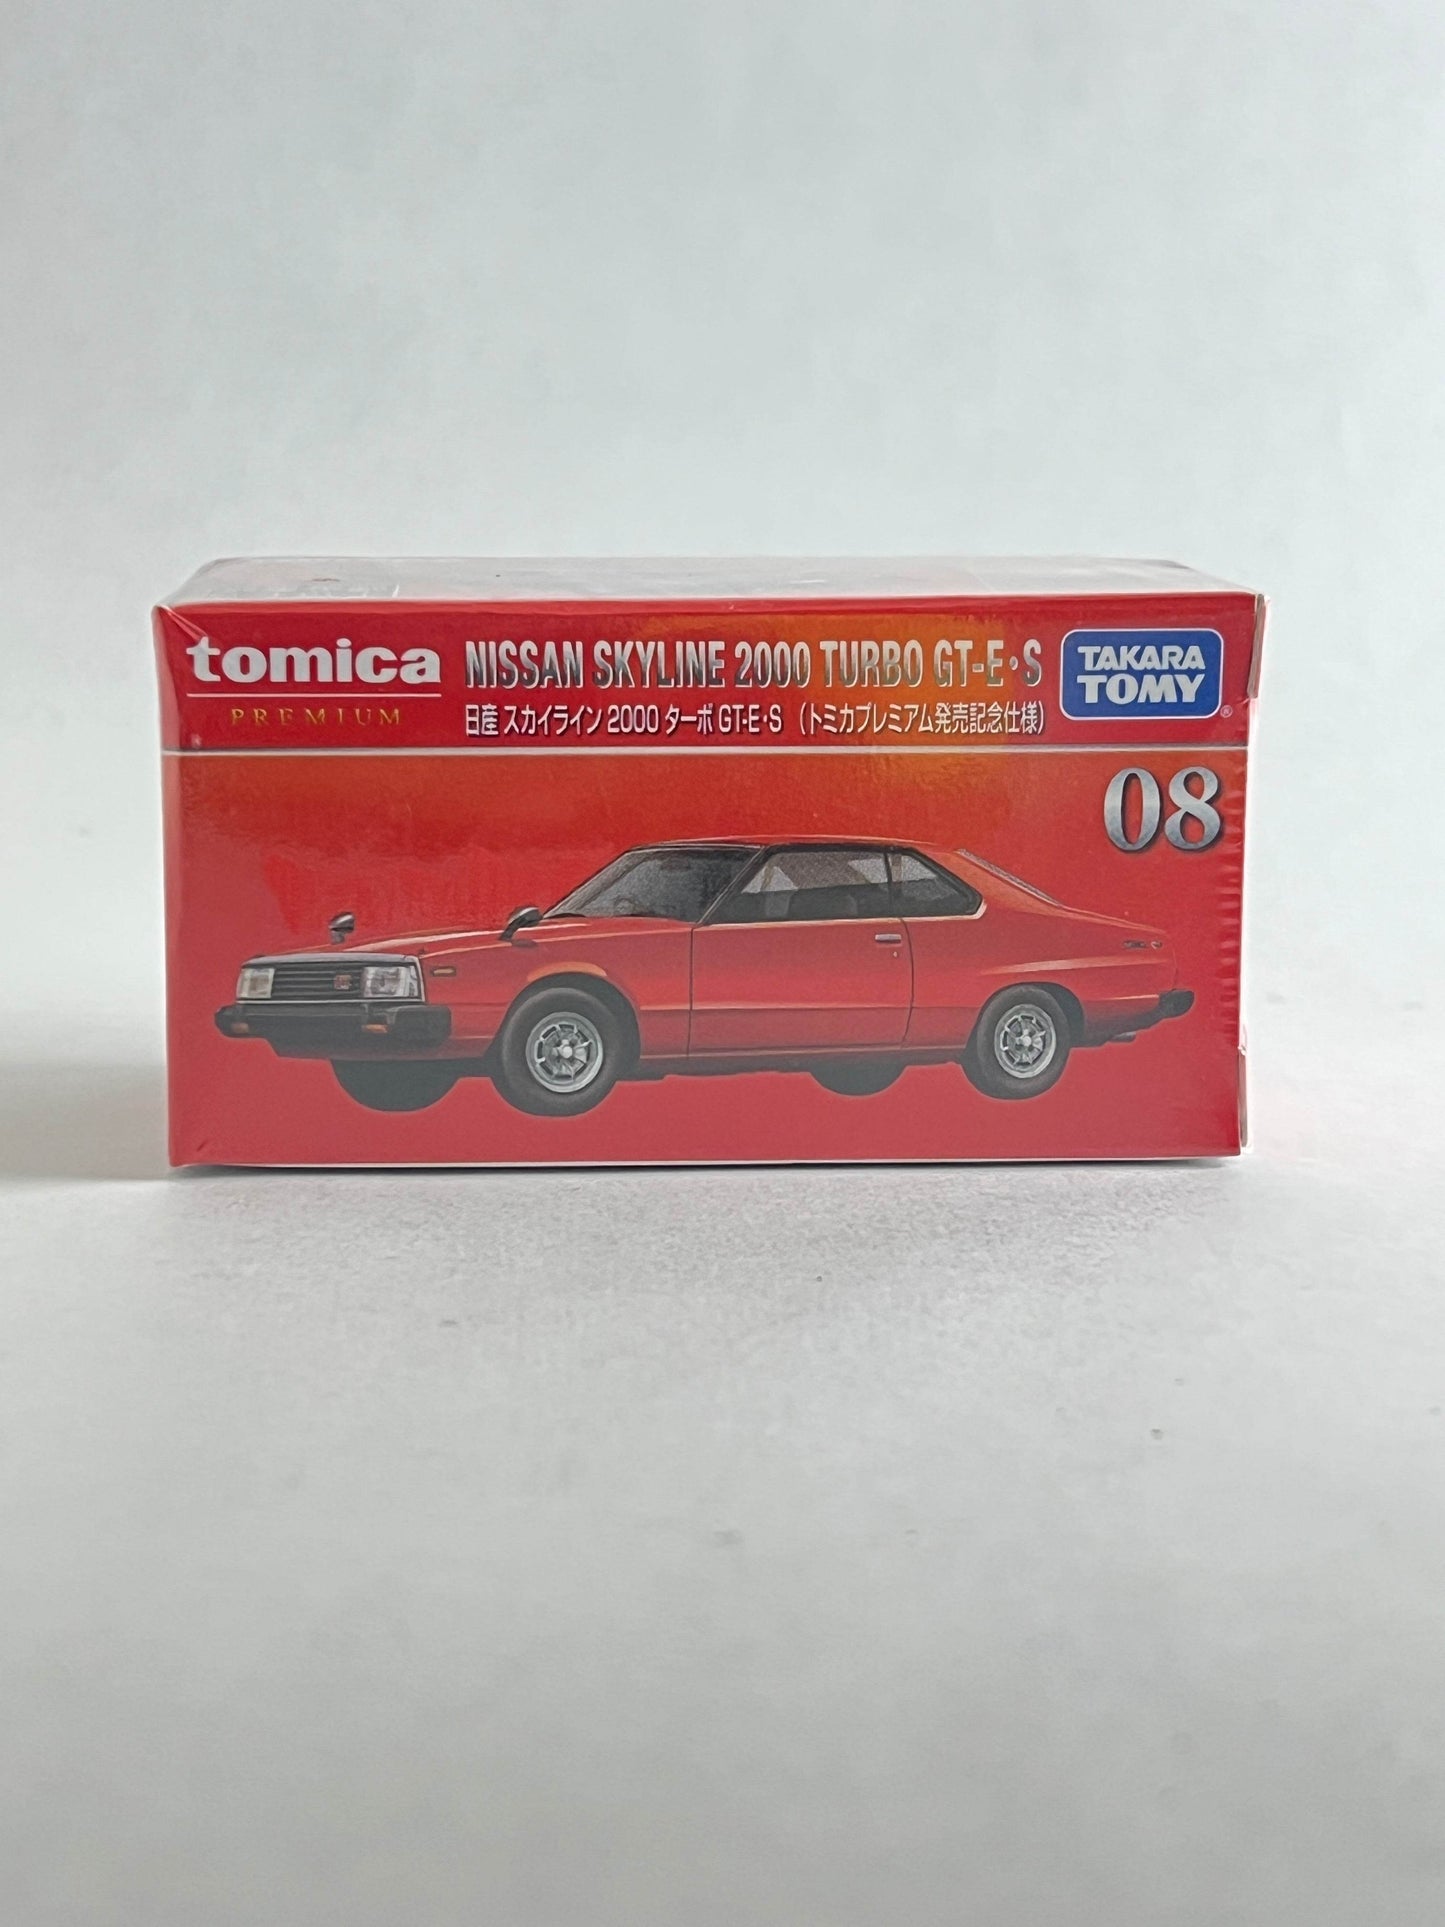 tomica
PREMIUM
NISSAN SKYLINE 2000 TURBO GT-E・S
日産 スカイライン 2000 ターボ GT-E・S (トミカプレミアム発売記念仕様)
TAKARA
TOMY
®
08